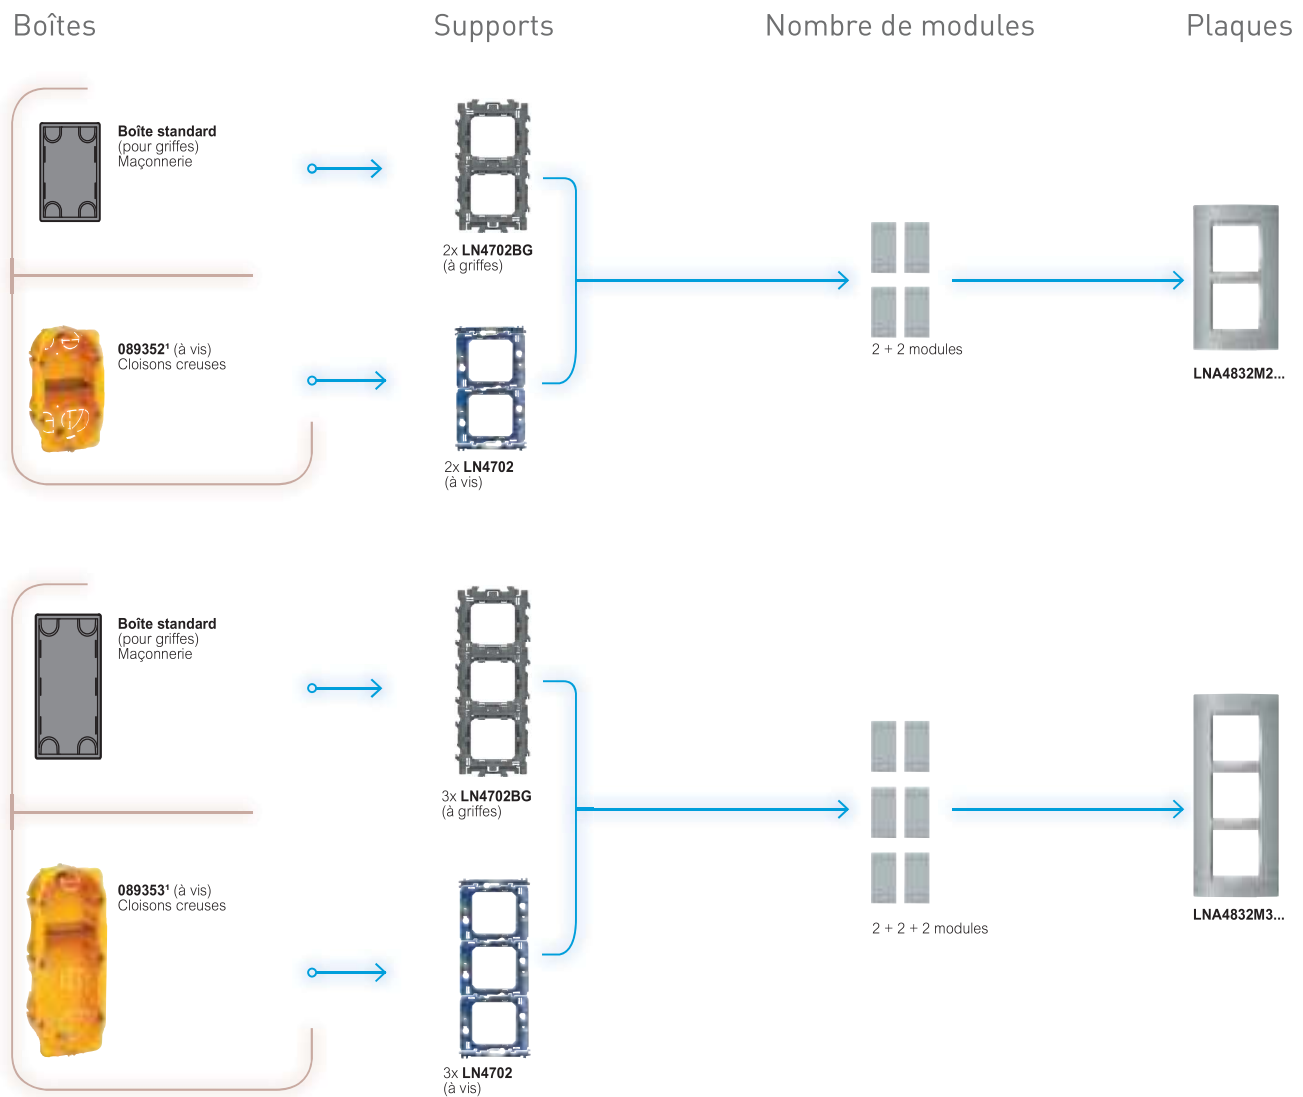 Boîtes
Supports
Nombre de modules
Plaques
Boîte standard
(pour griffes)
Maçonnerie
2x LN4702BG
(à griffes)
089352¹ (à vis)
Cloisons creuses
2x LN4702
(à vis)
2 + 2 modules
LNA4832M2...
Boîte standard
(pour griffes)
Maçonnerie
3x LN4702BG
(à griffes)
089353¹ (à vis)
Cloisons creuses
3x LN4702
(à vis)
2 + 2 + 2 modules
LNA4832M3...